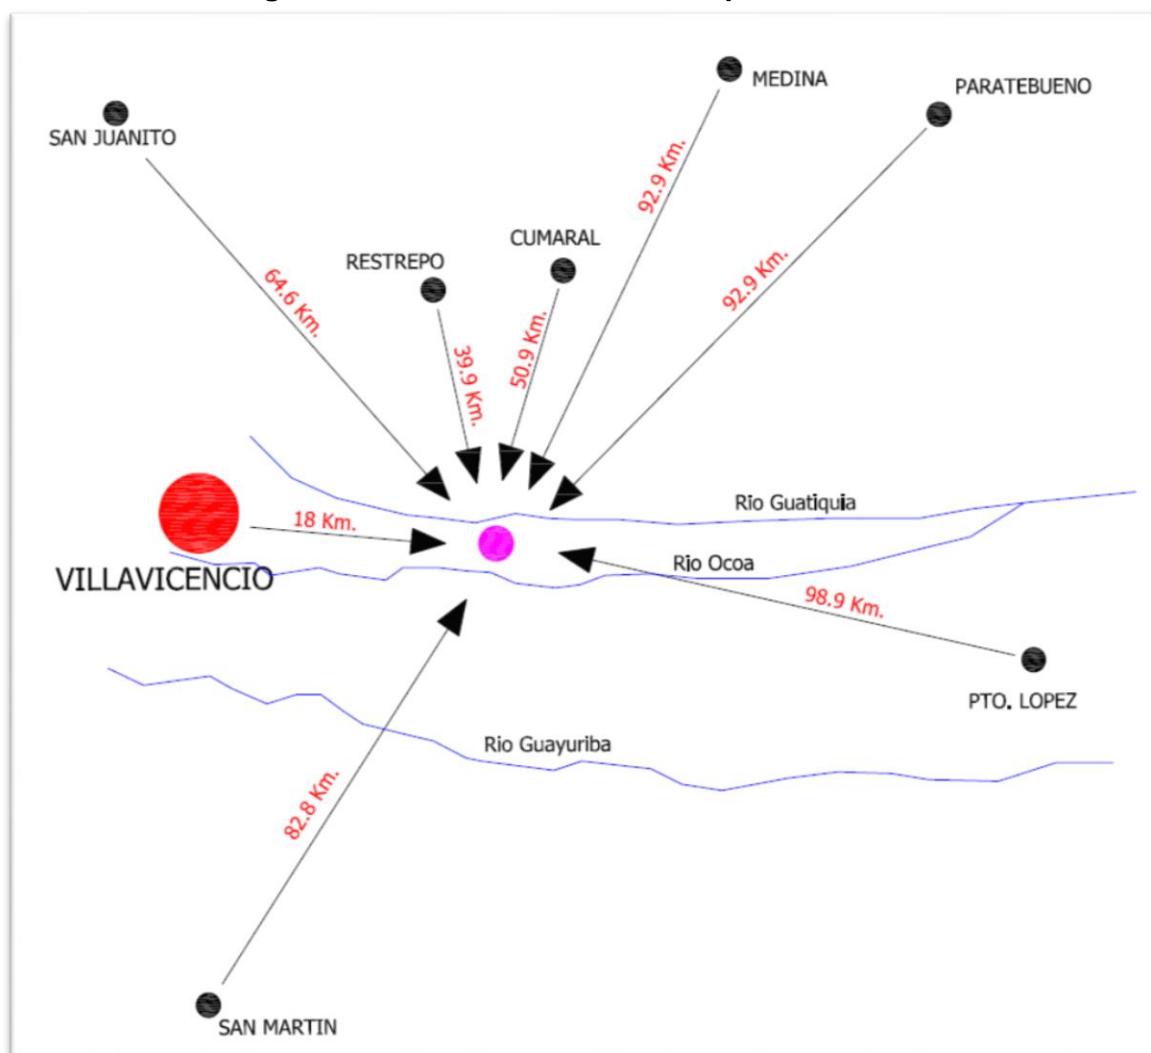 MEDINA
PARATEBUENO
SAN JUANITO
92.9 Km.
CUMARAL
RESTREPO
92.9 Km.
64.6 Km.
50.9 Km.
39.9 Km.
Rio Guatiquia
18 Km.
Rio Ocoa
VILLAVICENCIO
98.9 Km.
PTO. LOPEZ
Rio Guayuriba
82.8 Km.
SAN MARTIN